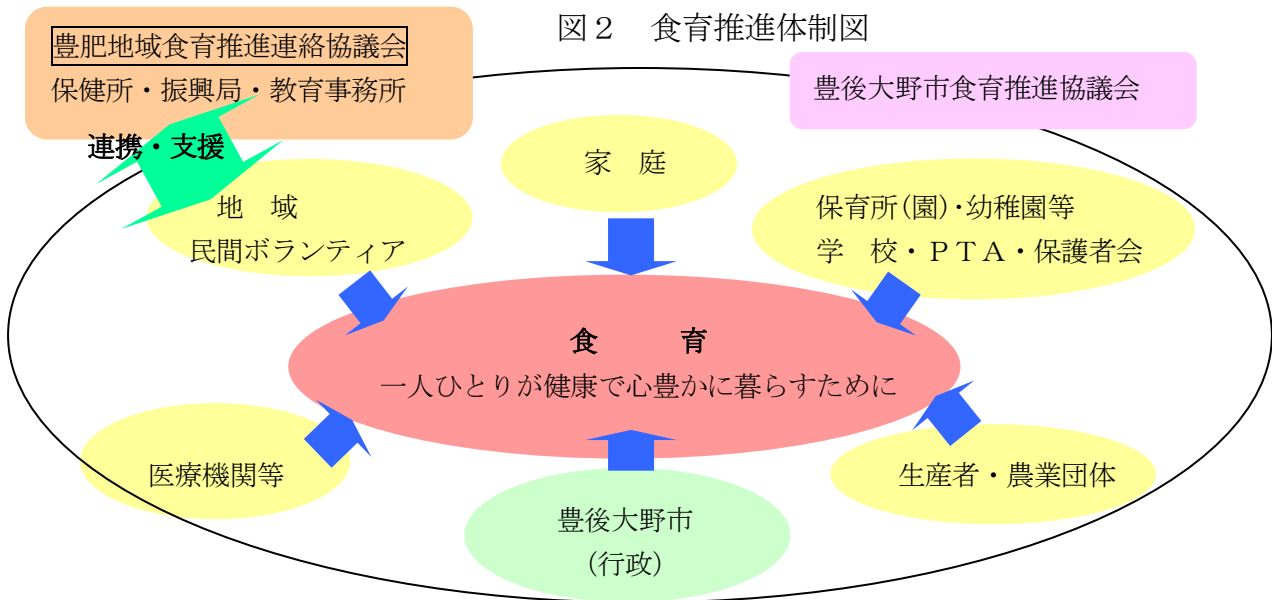 図２　食育推進体制図
豊肥地域食育推進連絡協議会
保健所・振興局・教育事務所
豊後大野市食育推進協議会
連携・支援
家　庭
地　域
民間ボランティア
保育所(園)・幼稚園等
学　校・ＰＴＡ・保護者会
食　　育
一人ひとりが健康で心豊かに暮らすために
医療機関等
生産者・農業団体
豊後大野市
(行政)